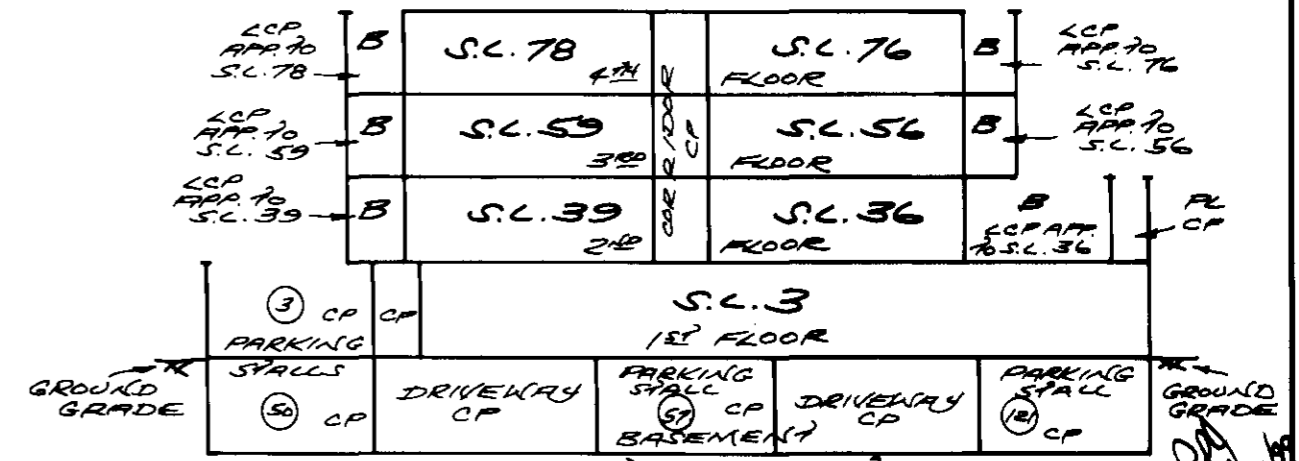 LCP
APP. TO
S.L. 78
B
S.L. 78
4TH
S.L. 76
FLOOR
B
LCP
APP. TO
S.L. 76
LCP
APP. TO
S.L. 59
B
S.L. 59
3RD
CORRIDOR
CP
S.L. 56
FLOOR
B
LCP
APP. TO
S.L. 56
LCP
APP. TO
S.L. 39
B
S.L. 39
2ND
S.L. 36
FLOOR
B
LCP APP.
TO S.L. 36
PL
CP
3 CP
PARKING
CP
S.L. 3
1ST FLOOR
GROUND
GRADE
STALLS
50 CP
DRIVEWAY
CP
PARKING
STALL
57 CP
BASEMENT
DRIVEWAY
CP
PARKING
STALL
121 CP
GROUND
GRADE